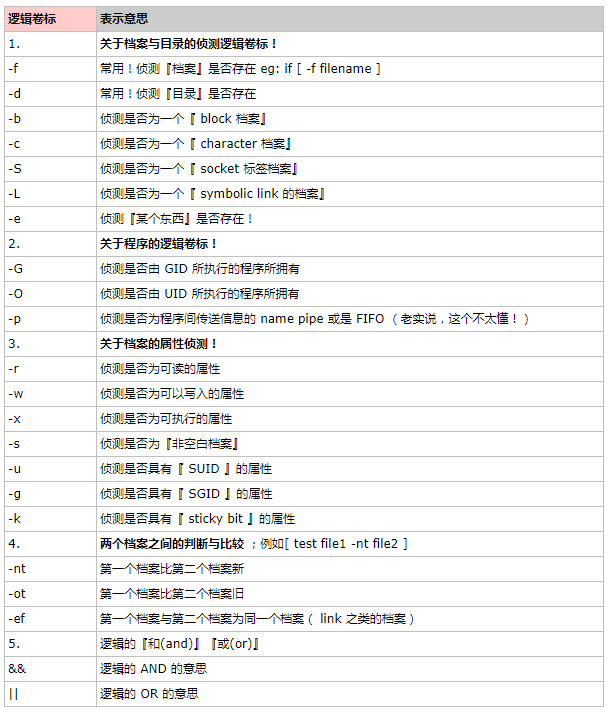 逻辑卷标 表示意思
1. 关于档案与目录的侦测逻辑卷标！
-f 常用！侦测『档案』是否存在 eg: if [ -f filename ]
-d 常用！侦测『目录』是否存在
-b 侦测是否为一个『 block 档案』
-c 侦测是否为一个『 character 档案』
-S 侦测是否为一个『 socket 标签档案』
-L 侦测是否为一个『 symbolic link 的档案』
-e 侦测『某个东西』是否存在！
2. 关于程序的逻辑卷标！
-G 侦测是否由 GID 所执行的程序所拥有
-O 侦测是否由 UID 所执行的程序所拥有
-p 侦测是否为程序间传送信息的 name pipe 或是 FIFO （老实说，这个不太懂！）
3. 关于档案的属性侦测！
-r 侦测是否为可读的属性
-w 侦测是否为可以写入的属性
-x 侦测是否为可执行的属性
-s 侦测是否为『非空白档案』
-u 侦测是否具有『 SUID 』的属性
-g 侦测是否具有『 SGID 』的属性
-k 侦测是否具有『 sticky bit 』的属性
4. 两个档案之间的判断与比较 ；例如[ test file1 -nt file2 ]
-nt 第一个档案比第二个档案新
-ot 第一个档案比第二个档案旧
-ef 第一个档案与第二个档案为同一个档案（ link 之类的档案）
5. 逻辑的『和(and)』『或(or)』
&& 逻辑的 AND 的意思
|| 逻辑的 OR 的意思